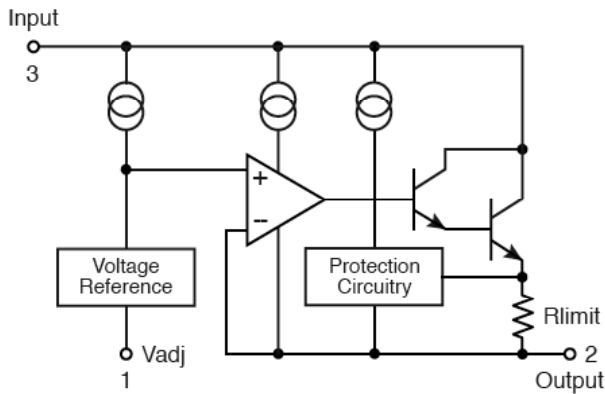 Input
3
+
--
Voltage
Reference
Protection
Circuitry
Rlimit
Vadj
1
2
Output